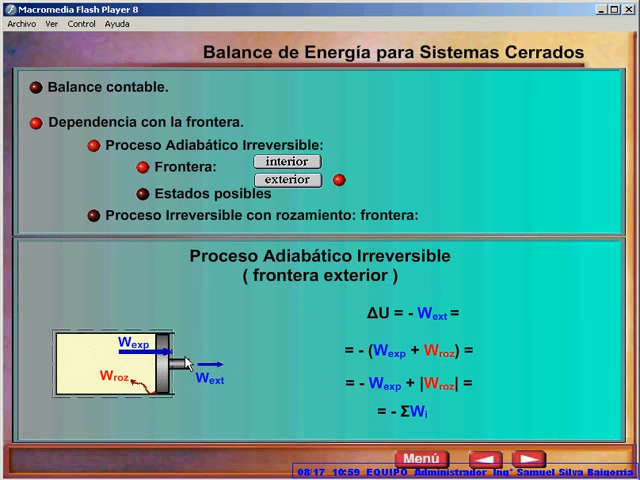 Macromedia Flash Player 8
Archivo Ver Control Ayuda
Balance de Energía para Sistemas Cerrados
Balance contable.
Dependencia con la frontera.
Proceso Adiabático Irreversible:
Frontera: interior
exterior
Estados posibles
Proceso Irreversible con rozamiento: frontera:
Proceso Adiabático Irreversible
( frontera exterior )
ΔU = - Wext =
= - (Wexp + Wroz) =
= - Wexp + |Wroz| =
= - ΣWi
Wexp
Wroz
Wext
Menú
08/17 10:59 EQUIPO Administrador Ing° Samuel Silva Baigorria